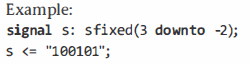 Example:
signal s: sfixed(3 downto -2);
s <= "100101";